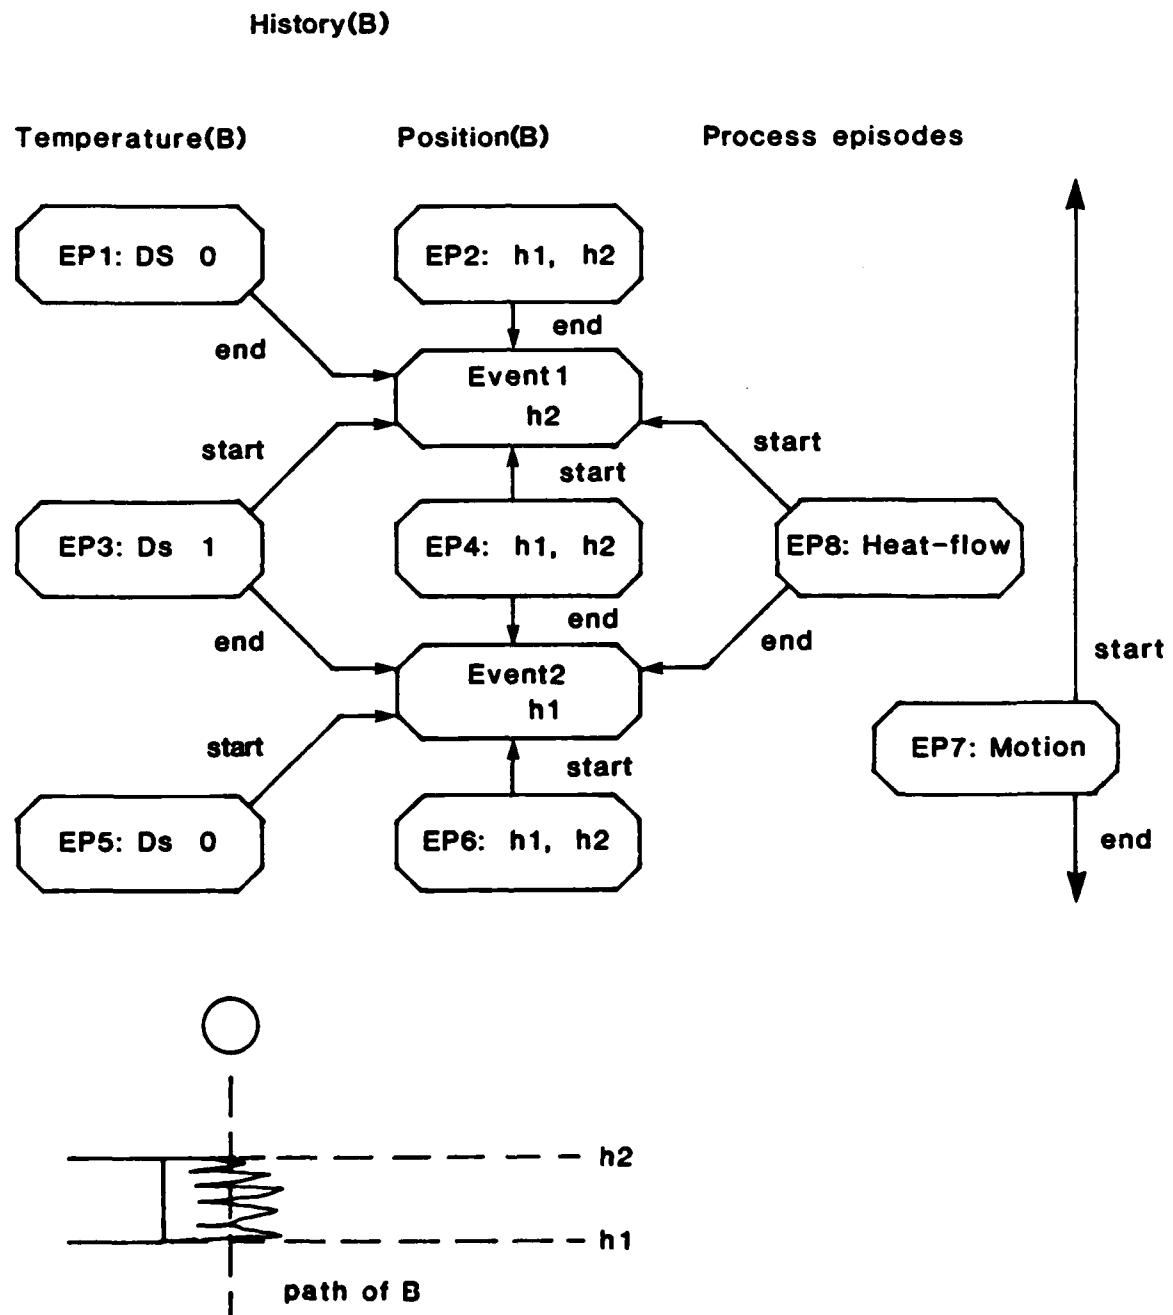 History(B)
Temperature(B) Position(B) Process episodes
EP1: DS 0
EP2: h1, h2
end
end
Event1
h2
start
start
start
EP3: Ds 1
EP4: h1, h2
EP8: Heat-flow
end
end
end
start
Event2
h1
start
start
EP7: Motion
EP5: Ds 0
EP6: h1, h2
end
h2
h1
path of B